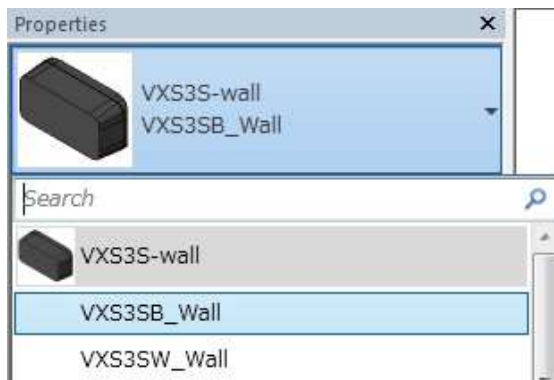 Properties
VXS3S-wall
VXS3SB_Wall
Search
VXS3S-wall
VXS3SB_Wall
VXS3SW_Wall